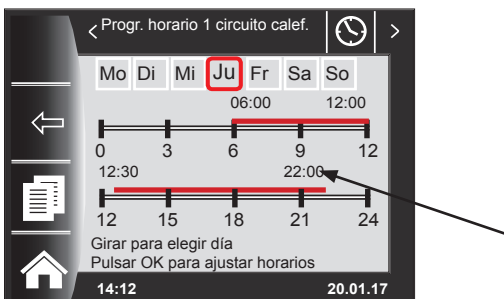 < Progr. horario 1 circuito calef. >
Mo Di Mi Ju Fr Sa So
06:00 12:00
0 3 6 9 12
12:30 22:00
12 15 18 21 24
Girar para elegir día
Pulsar OK para ajustar horarios
14:12 20.01.17